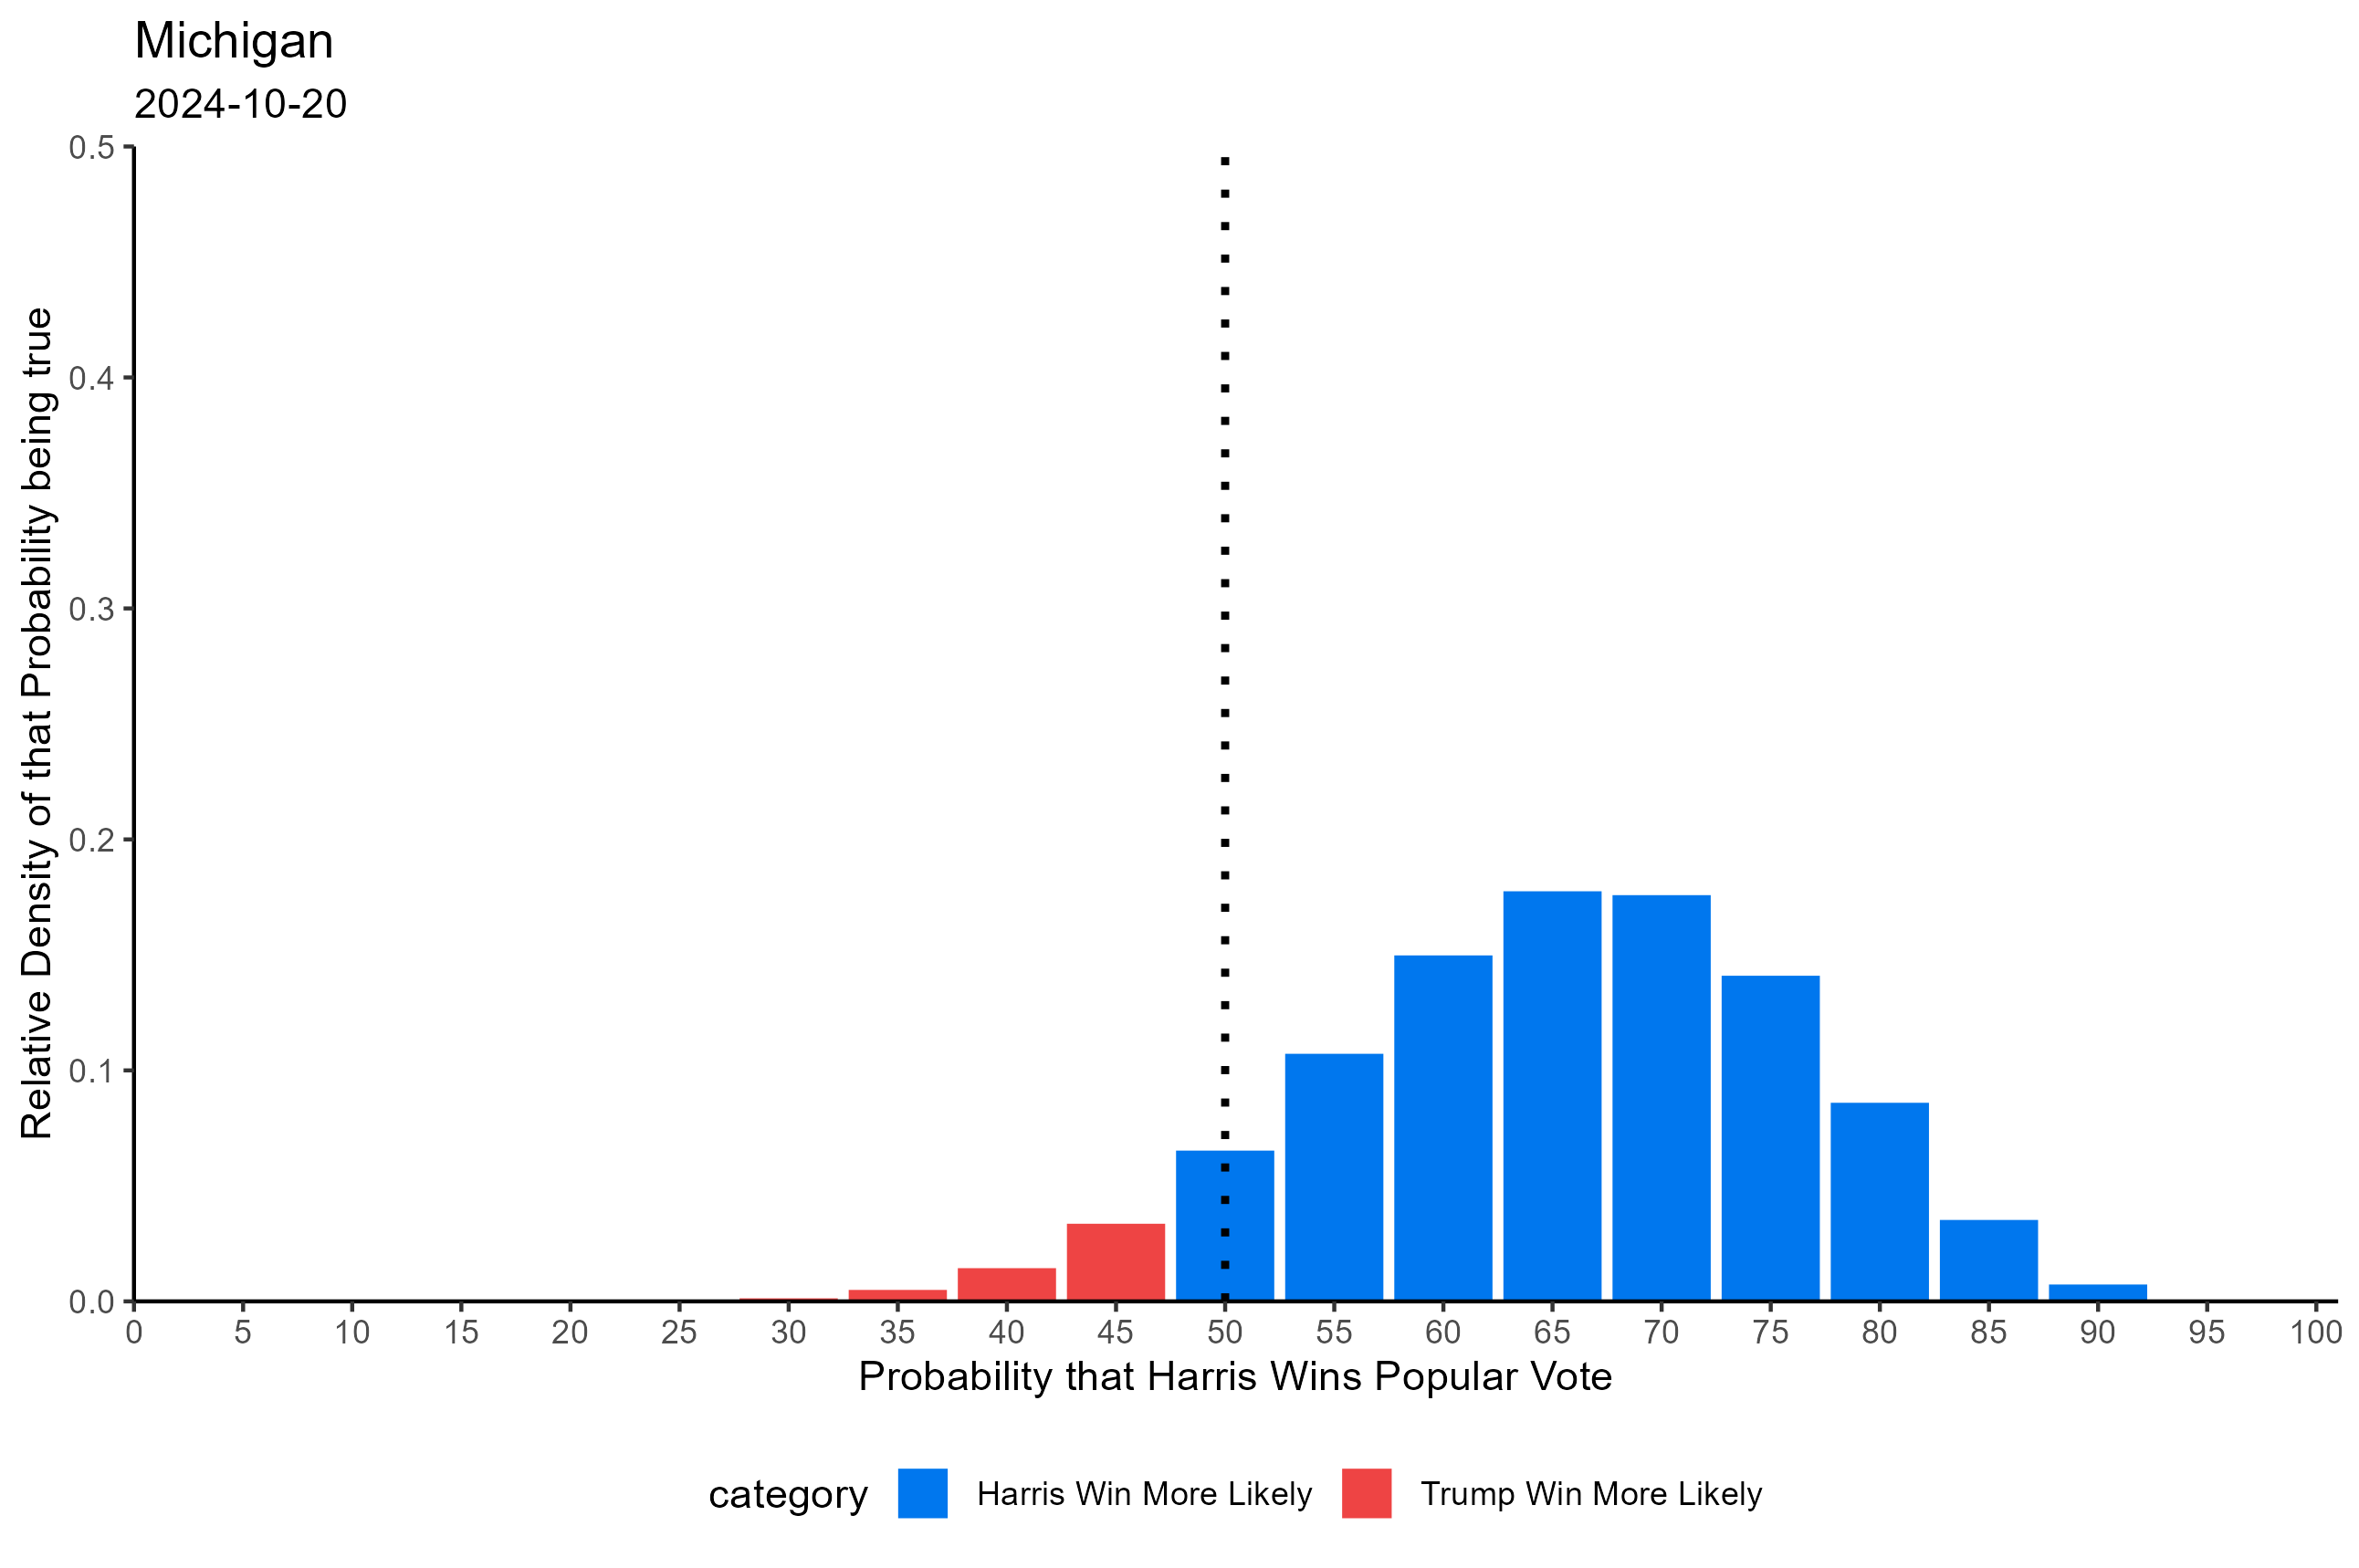 Michigan
2024-10-20
Relative Density of that Probability being true
0.5
0.4
0.3
0.2
0.1
0.0
0 5 10 15 20 25 30 35 40 45 50 55 60 65 70 75 80 85 90 95 100
Probability that Harris Wins Popular Vote
category Harris Win More Likely Trump Win More Likely